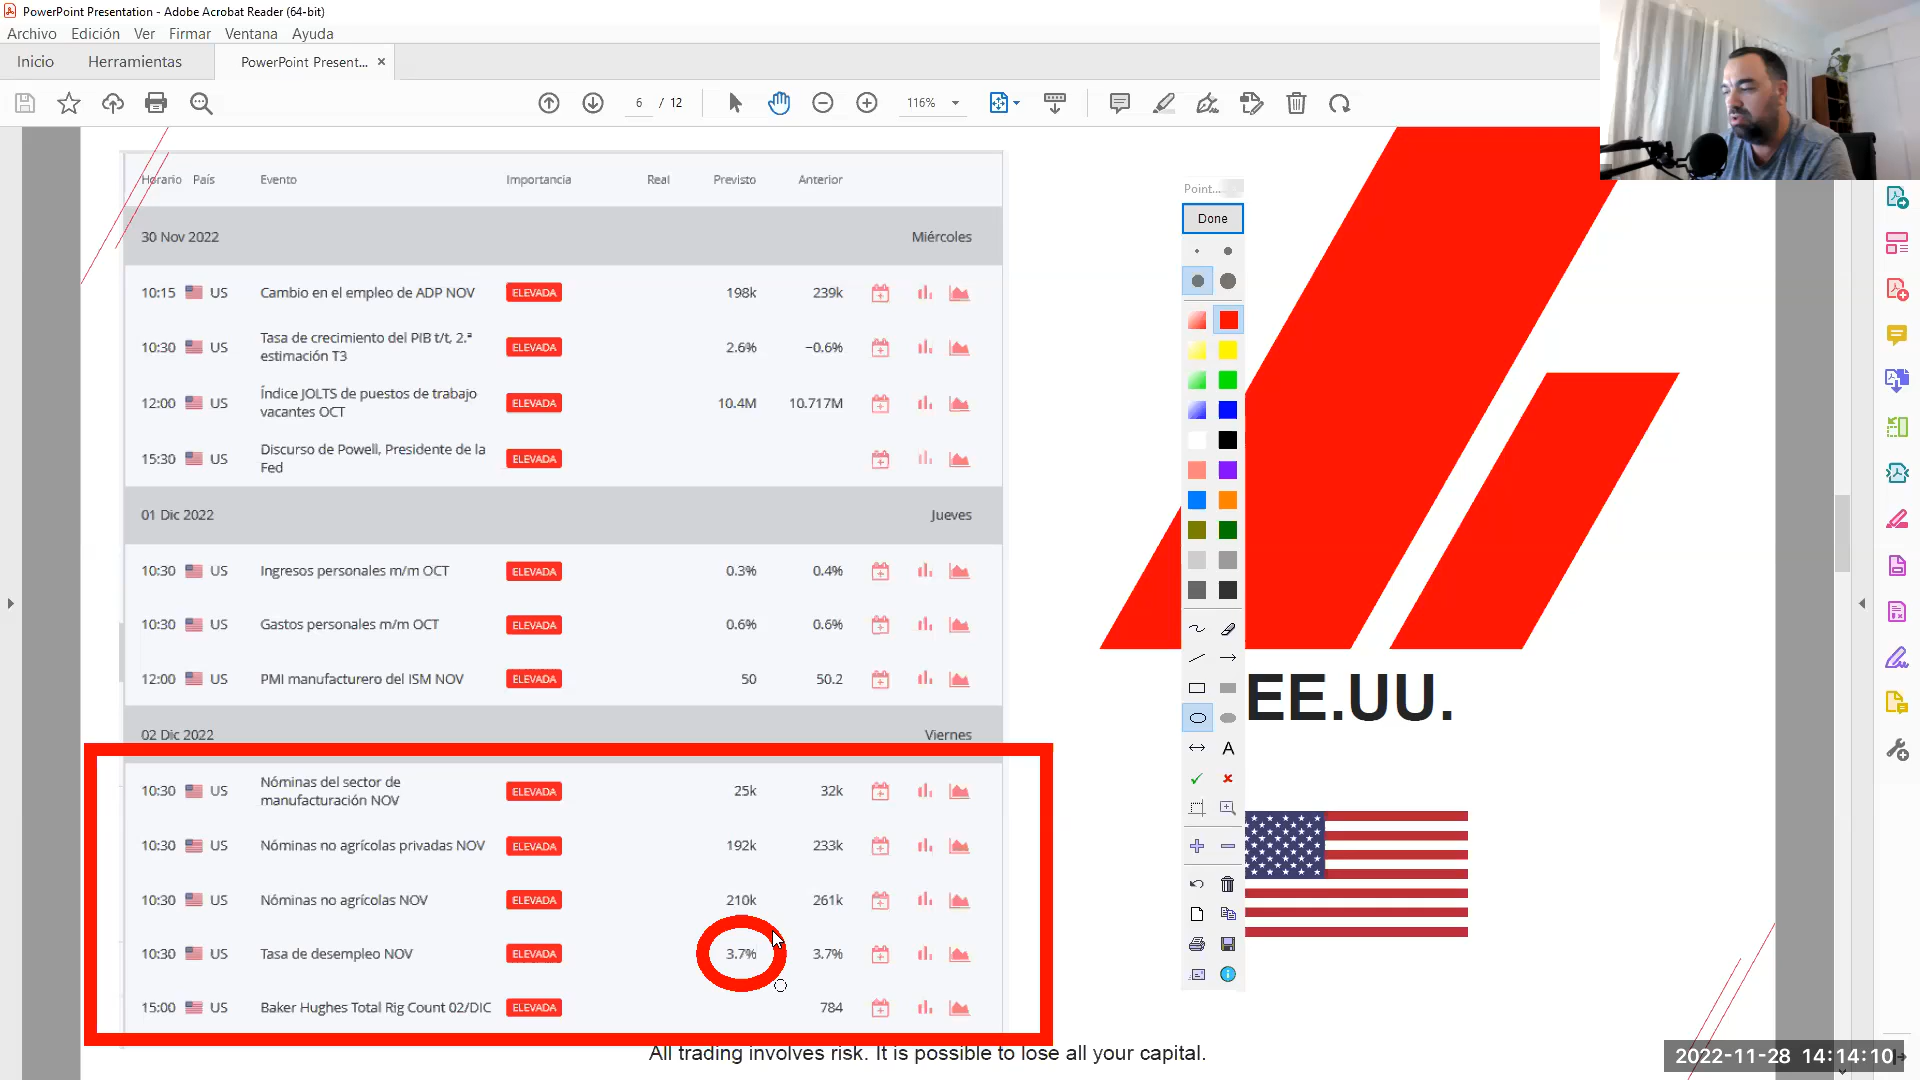 PowerPoint Presentation - Adobe Acrobat Reader (64-bit)
Archivo Edición Ver Firmar Ventana Ayuda
Inicio Herramientas PowerPoint Present... ×
6 / 12 116%
Horario País Evento Importancia Real Previsto Anterior
30 Nov 2022 Miércoles
10:15 US Cambio en el empleo de ADP NOV ELEVADA 198k 239k
10:30 US Tasa de crecimiento del PIB t/t, 2.ª estimación T3 ELEVADA 2.6% −0.6%
12:00 US Índice JOLTS de puestos de trabajo vacantes OCT ELEVADA 10.4M 10.717M
15:30 US Discurso de Powell, Presidente de la Fed ELEVADA
01 Dic 2022 Jueves
10:30 US Ingresos personales m/m OCT ELEVADA 0.3% 0.4%
10:30 US Gastos personales m/m OCT ELEVADA 0.6% 0.6%
12:00 US PMI manufacturero del ISM NOV ELEVADA 50 50.2
02 Dic 2022 Viernes
10:30 US Nóminas del sector de manufacturación NOV ELEVADA 25k 32k
10:30 US Nóminas no agrícolas privadas NOV ELEVADA 192k 233k
10:30 US Nóminas no agrícolas NOV ELEVADA 210k 261k
10:30 US Tasa de desempleo NOV ELEVADA 3.7% 3.7%
15:00 US Baker Hughes Total Rig Count 02/DIC ELEVADA 784
Point...
Done
A
EE.UU.
All trading involves risk. It is possible to lose all your capital.
2022-11-28 14:14:10